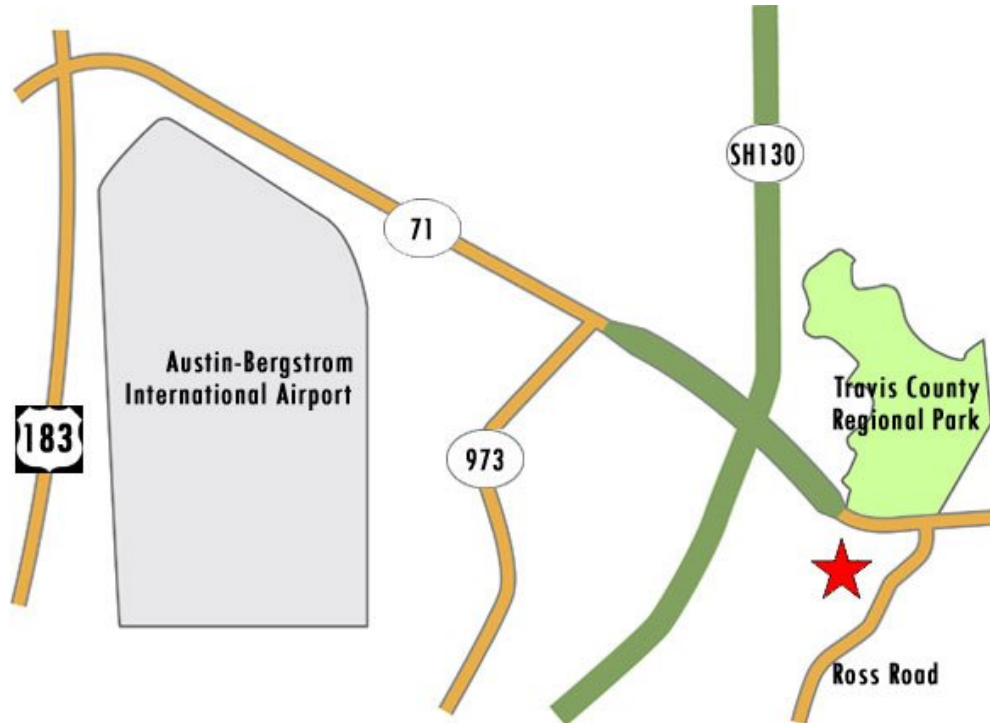 SH130
71
Austin-Bergstrom
International Airport
Travis County
Regional Park
183
973
Ross Road